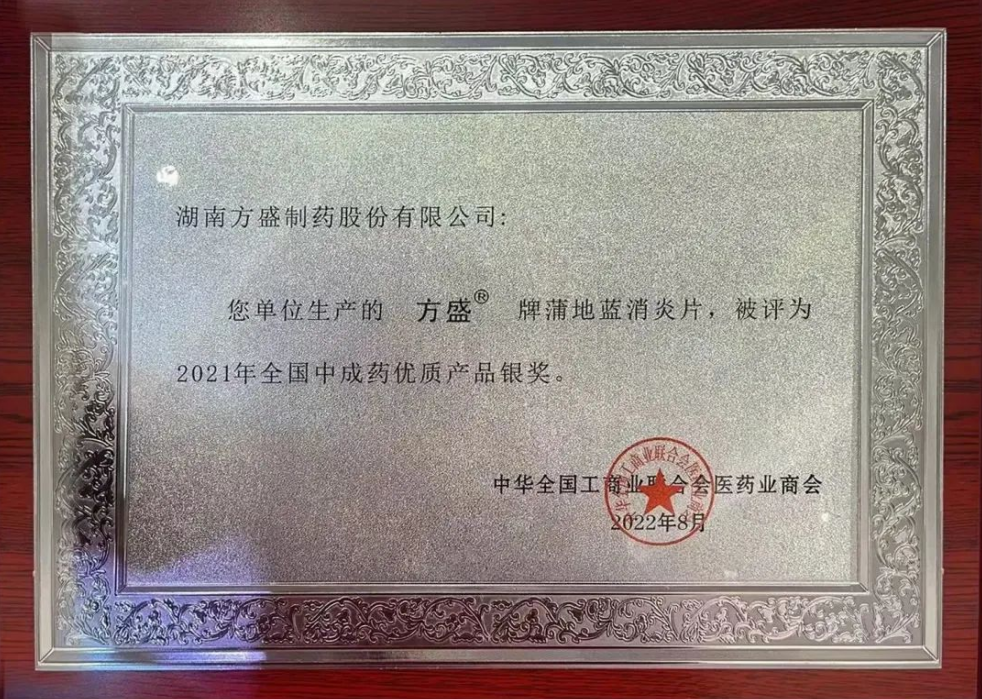 湖南方盛制药股份有限公司:
您单位生产的 方盛® 牌蒲地蓝消炎片，被评为
2021年全国中成药优质产品银奖。
中华全国工商业联合会医药业商会
2022年8月